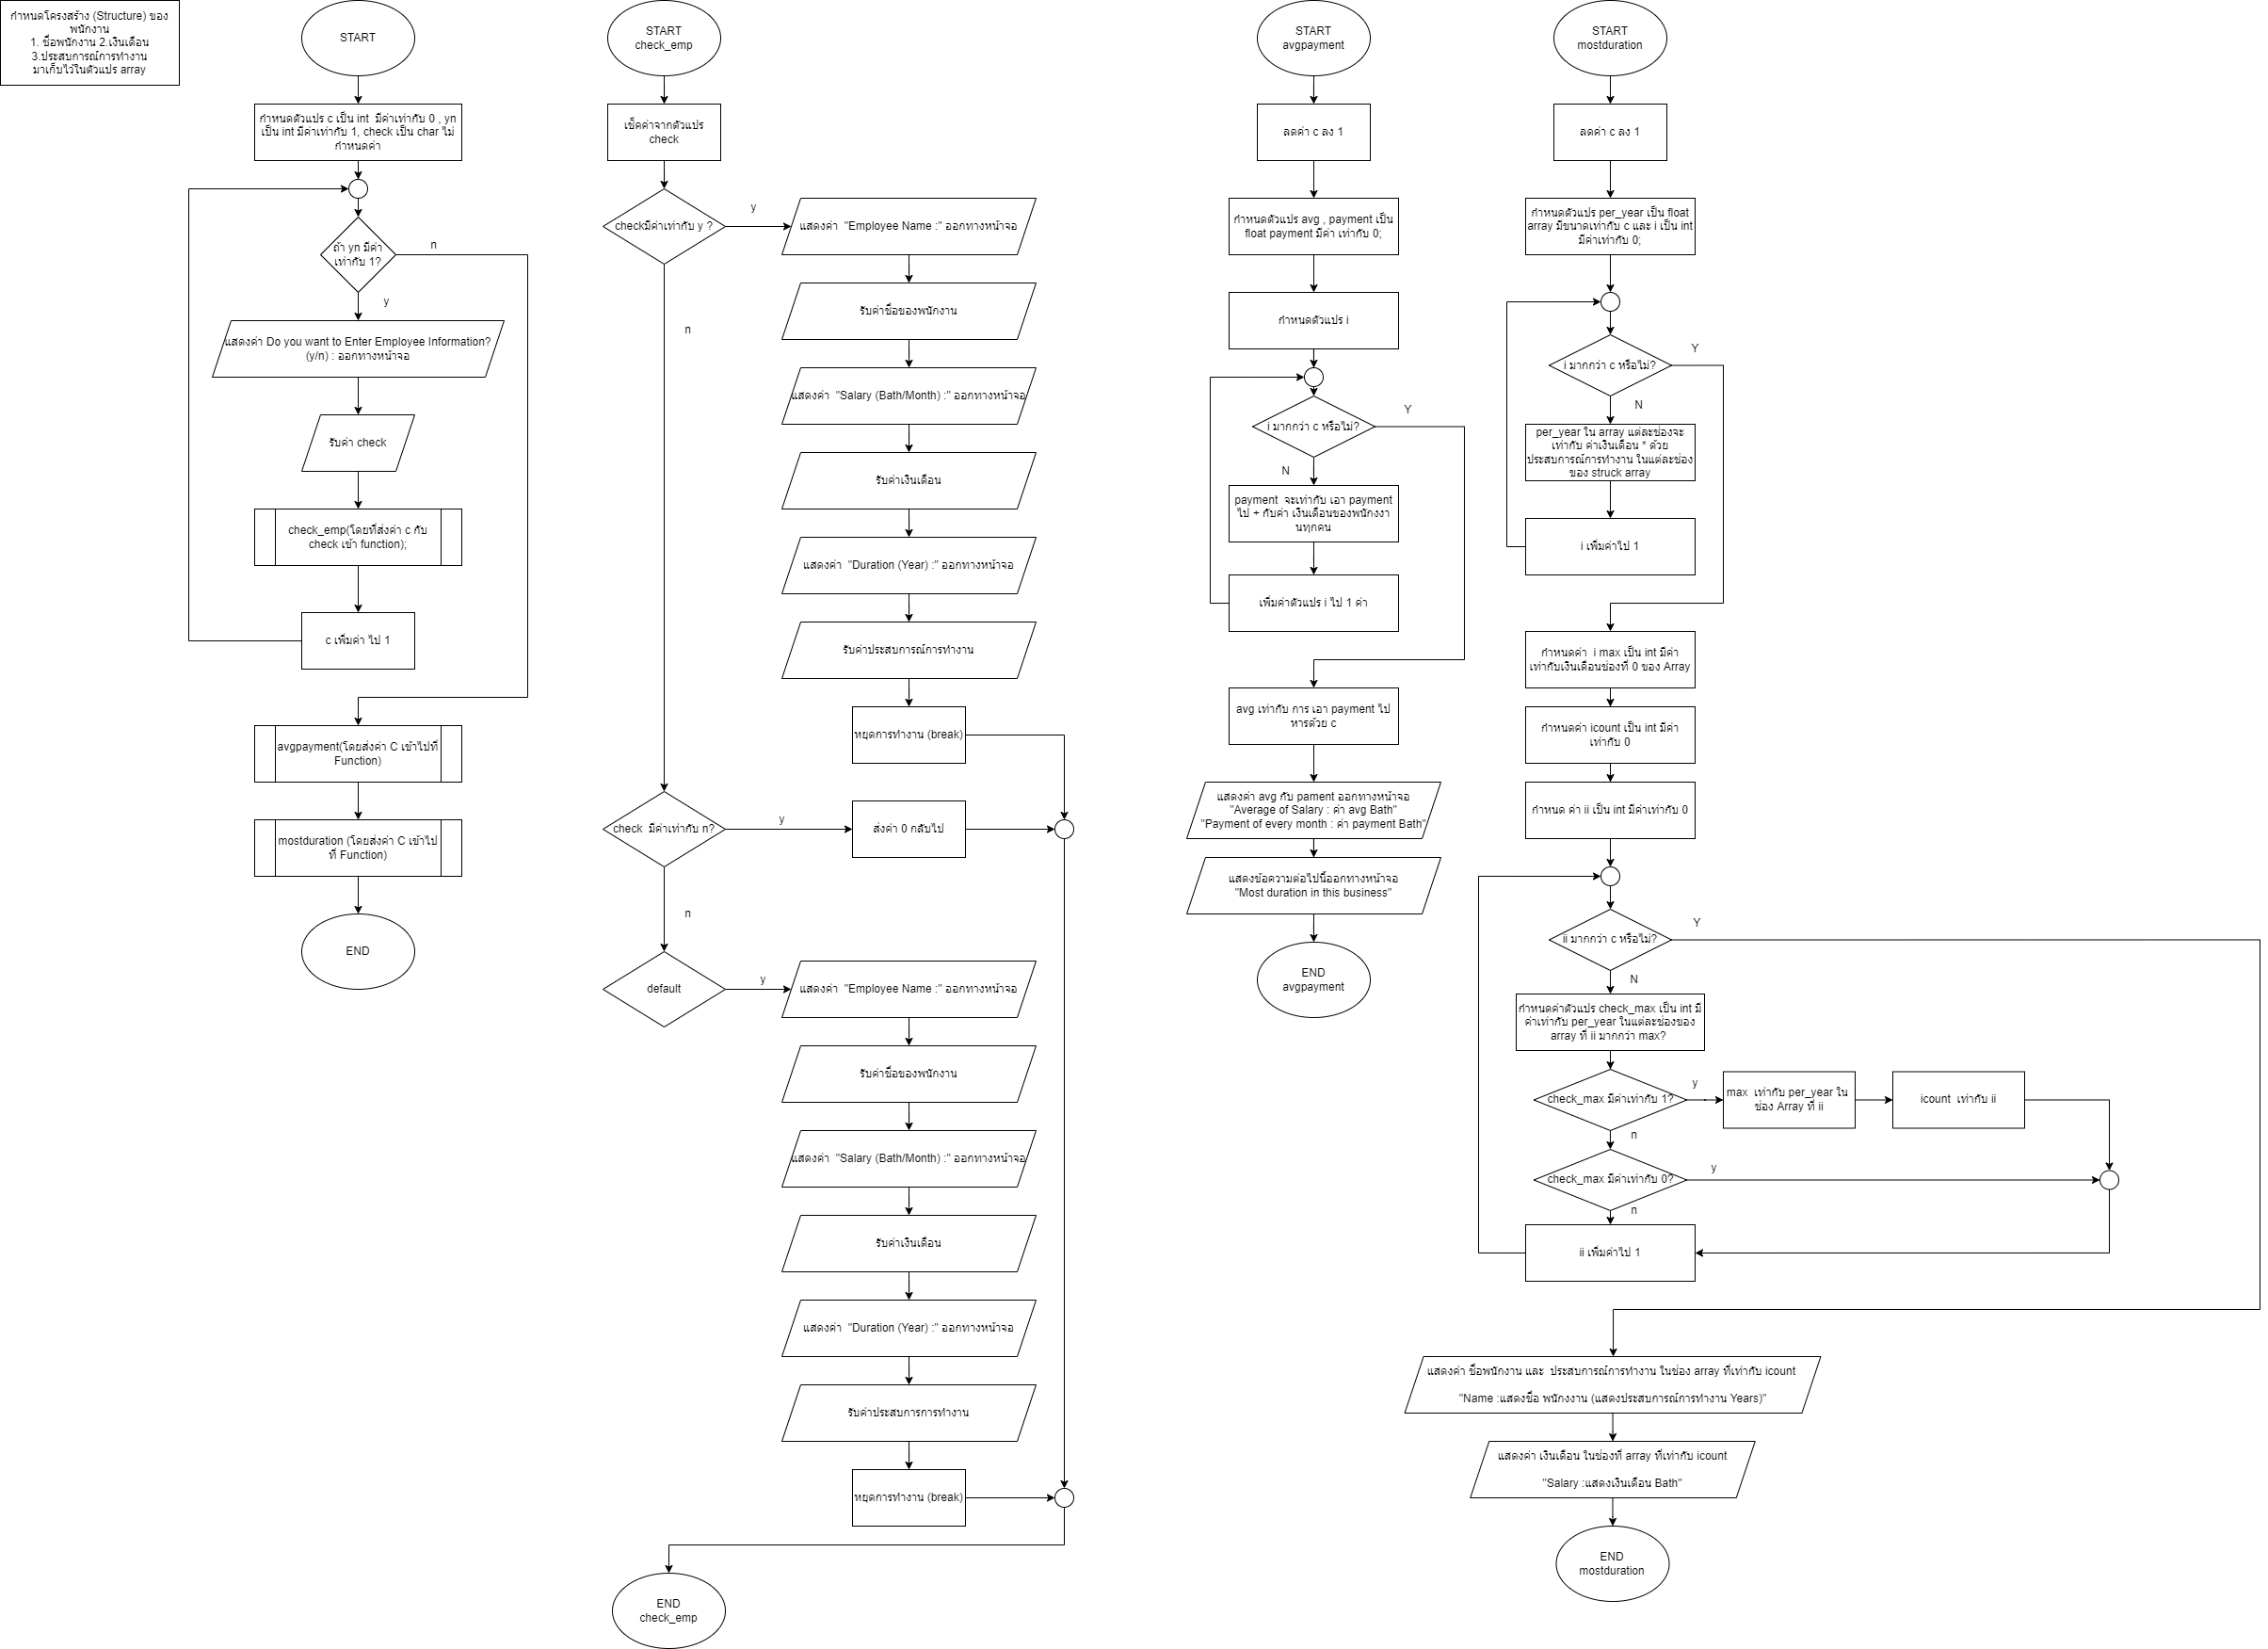 กำหนดโครงสร้าง (Structure) ของ
พนักงาน
1. ชื่อพนักงาน 2.เงินเดือน
3.ประสบการณ์การทำงาน
มาเก็บไว้ในตัวแปร array
START
กำหนดตัวแปร c เป็น int มีค่าเท่ากับ 0 , yn
เป็น int มีค่าเท่ากับ 1, check เป็น char ไม่
กำหนดค่า
ถ้า yn มีค่า
เท่ากับ 1?
n
y
แสดงค่า Do you want to Enter Employee Information?
(y/n) : ออกทางหน้าจอ
รับค่า check
check_emp(โดยที่ส่งค่า c กับ
check เข้า function);
c เพิ่มค่า ไป 1
avgpayment(โดยส่งค่า C เข้าไปที่
Function)
mostduration (โดยส่งค่า C เข้าไป
ที่ Function)
END
START
check_emp
เช็คค่าจากตัวแปร
check
checkมีค่าเท่ากับ y ?
y
n
แสดงค่า "Employee Name :" ออกทางหน้าจอ
รับค่าชื่อของพนักงาน
แสดงค่า "Salary (Bath/Month) :" ออกทางหน้าจอ
รับค่าเงินเดือน
แสดงค่า "Duration (Year) :" ออกทางหน้าจอ
รับค่าประสบการณ์การทำงาน
หยุดการทำงาน (break)
check มีค่าเท่ากับ n?
y
ส่งค่า 0 กลับไป
n
default
y
แสดงค่า "Employee Name :" ออกทางหน้าจอ
รับค่าชื่อของพนักงาน
แสดงค่า "Salary (Bath/Month) :" ออกทางหน้าจอ
รับค่าเงินเดือน
แสดงค่า "Duration (Year) :" ออกทางหน้าจอ
รับค่าประสบการการทำงาน
หยุดการทำงาน (break)
END
check_emp
START
avgpayment
ลดค่า c ลง 1
กำหนดตัวแปร avg , payment เป็น
float payment มีค่า เท่ากับ 0;
กำหนดตัวแปร i
i มากกว่า c หรือไม่?
Y
N
payment จะเท่ากับ เอา payment
ไป + กับค่า เงินเดือนของพนักงงา
นทุกคน
เพิ่มค่าตัวแปร i ไป 1 ค่า
avg เท่ากับ การ เอา payment ไป
หารด้วย c
แสดงค่า avg กับ pament ออกทางหน้าจอ
"Average of Salary : ค่า avg Bath"
"Payment of every month : ค่า payment Bath"
แสดงข้อความต่อไปนี้ออกทางหน้าจอ
"Most duration in this business"
END
avgpayment
START
mostduration
ลดค่า c ลง 1
กำหนดตัวแปร per_year เป็น float
array มีขนาดเท่ากับ c และ i เป็น int
มีค่าเท่ากับ 0;
i มากกว่า c หรือไม่?
Y
N
per_year ใน array แต่ละช่องจะ
เท่ากับ ค่าเงินเดือน * ด้วย
ประสบการณ์การทำงาน ในแต่ละช่อง
ของ struck array
i เพิ่มค่าไป 1
กำหนดค่า i max เป็น int มีค่า
เท่ากับเงินเดือนช่องที่ 0 ของ Array
กำหนดค่า icount เป็น int มีค่า
เท่ากับ 0
กำหนด ค่า ii เป็น int มีค่าเท่ากับ 0
ii มากกว่า c หรือไม่?
Y
N
กำหนดค่าตัวแปร check_max เป็น int มี
ค่าเท่ากับ per_year ในแต่ละช่องของ
array ที่ ii มากกว่า max?
check_max มีค่าเท่ากับ 1?
y
max เท่ากับ per_year ใน
ช่อง Array ที่ ii
icount เท่ากับ ii
n
check_max มีค่าเท่ากับ 0?
y
n
ii เพิ่มค่าไป 1
แสดงค่า ชื่อพนักงาน และ ประสบการณ์การทำงาน ในช่อง array ที่เท่ากับ icount
"Name :แสดงชื่อ พนักงงาน (แสดงประสบการณ์การทำงาน Years)"
แสดงค่า เงินเดือน ในช่องที่ array ที่เท่ากับ icount
"Salary :แสดงเงินเดือน Bath"
END
mostduration